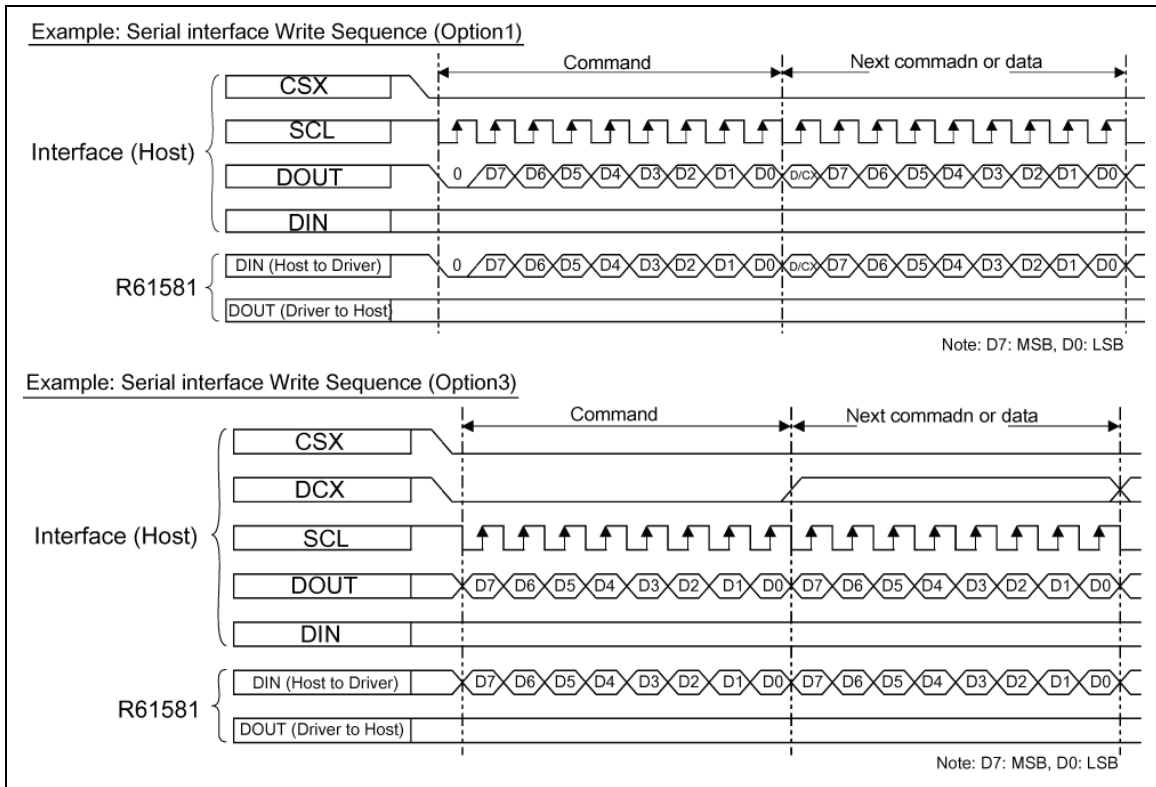 Example: Serial interface Write Sequence (Option1)
Command
Next commadn or data
CSX
SCL
Interface (Host)
DOUT
0 D7 D6 D5 D4 D3 D2 D1 D0 D/CX D7 D6 D5 D4 D3 D2 D1 D0
DIN
DIN (Host to Driver)
0 D7 D6 D5 D4 D3 D2 D1 D0 D/CX D7 D6 D5 D4 D3 D2 D1 D0
R61581
DOUT (Driver to Host)
Note: D7: MSB, D0: LSB
Example: Serial interface Write Sequence (Option3)
Command
Next commadn or data
CSX
DCX
Interface (Host)
SCL
DOUT
D7 D6 D5 D4 D3 D2 D1 D0 D7 D6 D5 D4 D3 D2 D1 D0
DIN
DIN (Host to Driver)
D7 D6 D5 D4 D3 D2 D1 D0 D7 D6 D5 D4 D3 D2 D1 D0
R61581
DOUT (Driver to Host)
Note: D7: MSB, D0: LSB